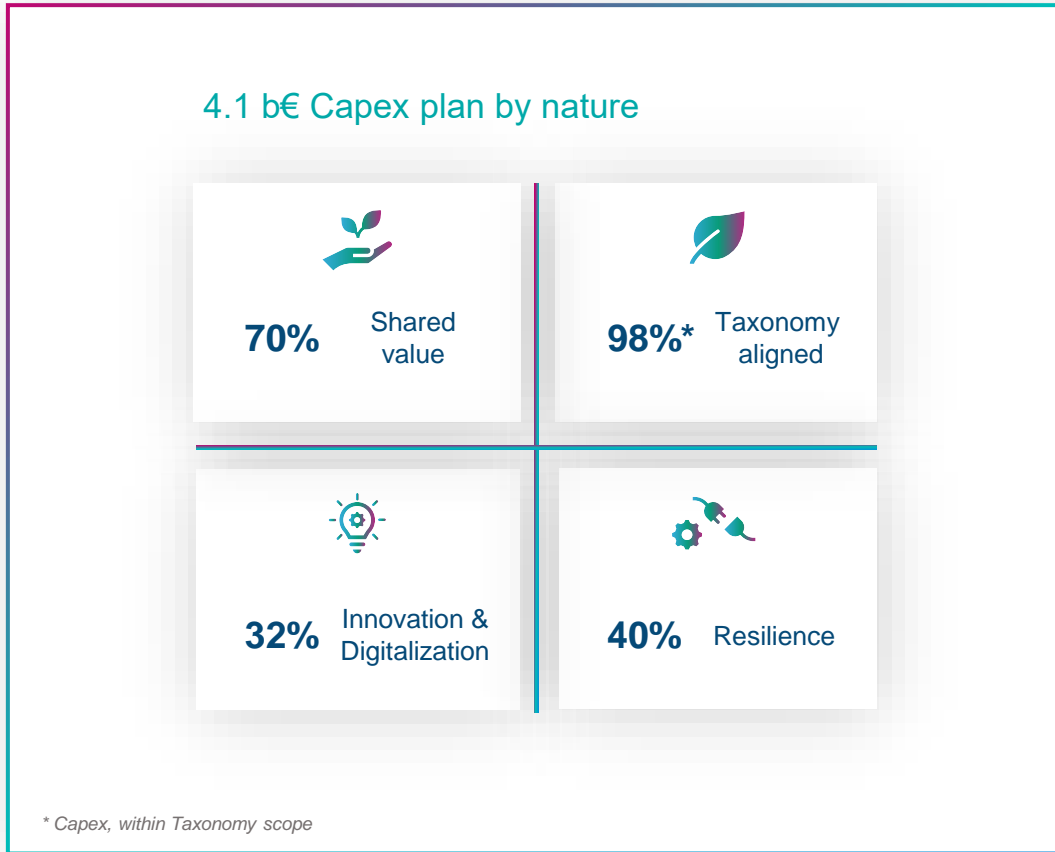 4.1 b€ Capex plan by nature
70%
Shared
value
98%*
Taxonomy
aligned
32%
Innovation &
Digitalization
40%
Resilience
* Capex, within Taxonomy scope